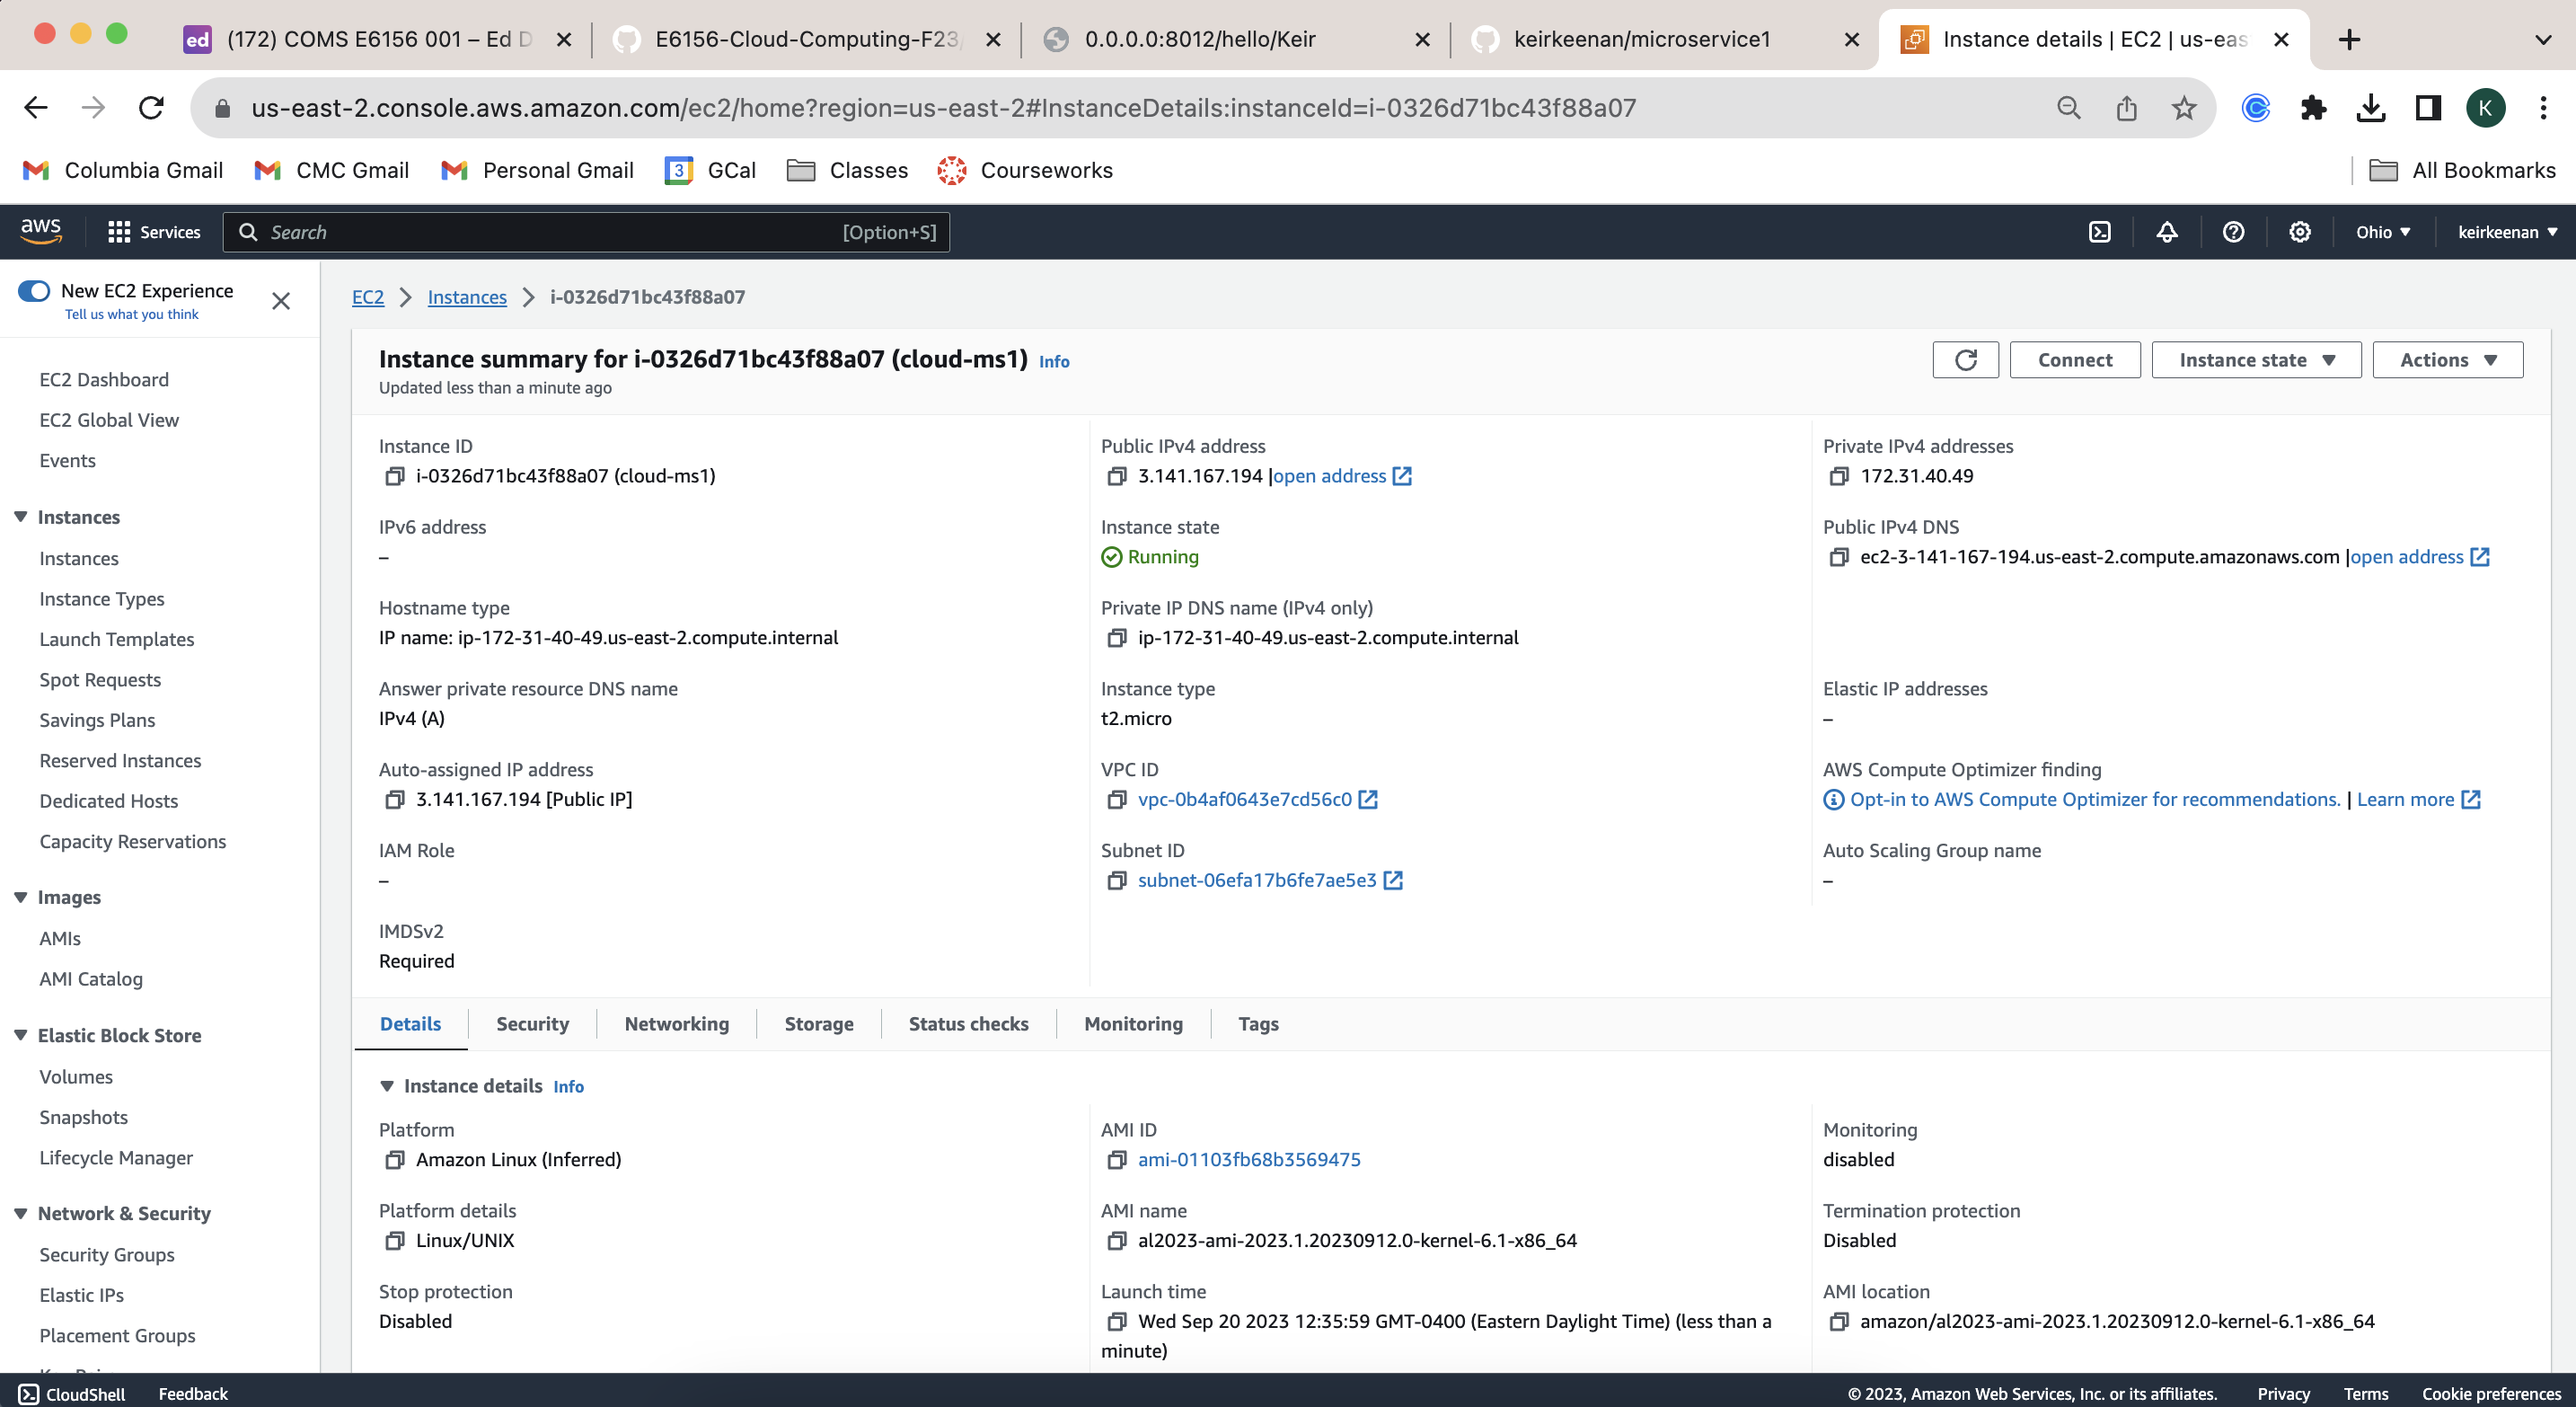 ed (172) COMS E6156 001 – Ed D
E6156-Cloud-Computing-F23/
0.0.0.0:8012/hello/Keir
keirkeenan/microservice1
Instance details | EC2 | us-eas
us-east-2.console.aws.amazon.com/ec2/home?region=us-east-2#InstanceDetails:instanceId=i-0326d71bc43f88a07
K
Columbia Gmail
CMC Gmail
Personal Gmail
3 GCal
Classes
Courseworks
All Bookmarks
aws
Services
Search
[Option+S]
Ohio
keirkeenan
New EC2 Experience
Tell us what you think
EC2 Dashboard
EC2 Global View
Events
Instances
Instances
Instance Types
Launch Templates
Spot Requests
Savings Plans
Reserved Instances
Dedicated Hosts
Capacity Reservations
Images
AMIs
AMI Catalog
Elastic Block Store
Volumes
Snapshots
Lifecycle Manager
Network & Security
Security Groups
Elastic IPs
Placement Groups
EC2 > Instances > i-0326d71bc43f88a07
Instance summary for i-0326d71bc43f88a07 (cloud-ms1) Info
Updated less than a minute ago
Connect
Instance state
Actions
Instance ID
i-0326d71bc43f88a07 (cloud-ms1)
Public IPv4 address
3.141.167.194 |open address
Private IPv4 addresses
172.31.40.49
IPv6 address
–
Instance state
Running
Public IPv4 DNS
ec2-3-141-167-194.us-east-2.compute.amazonaws.com |open address
Hostname type
IP name: ip-172-31-40-49.us-east-2.compute.internal
Private IP DNS name (IPv4 only)
ip-172-31-40-49.us-east-2.compute.internal
Answer private resource DNS name
IPv4 (A)
Instance type
t2.micro
Elastic IP addresses
–
Auto-assigned IP address
3.141.167.194 [Public IP]
VPC ID
vpc-0b4af0643e7cd56c0
AWS Compute Optimizer finding
Opt-in to AWS Compute Optimizer for recommendations. | Learn more
IAM Role
–
Subnet ID
subnet-06efa17b6fe7ae5e3
Auto Scaling Group name
–
IMDSv2
Required
Details
Security
Networking
Storage
Status checks
Monitoring
Tags
Instance details Info
Platform
Amazon Linux (Inferred)
AMI ID
ami-01103fb68b3569475
Monitoring
disabled
Platform details
Linux/UNIX
AMI name
al2023-ami-2023.1.20230912.0-kernel-6.1-x86_64
Termination protection
Disabled
Stop protection
Disabled
Launch time
Wed Sep 20 2023 12:35:59 GMT-0400 (Eastern Daylight Time) (less than a
minute)
AMI location
amazon/al2023-ami-2023.1.20230912.0-kernel-6.1-x86_64
CloudShell
Feedback
© 2023, Amazon Web Services, Inc. or its affiliates.
Privacy
Terms
Cookie preferences